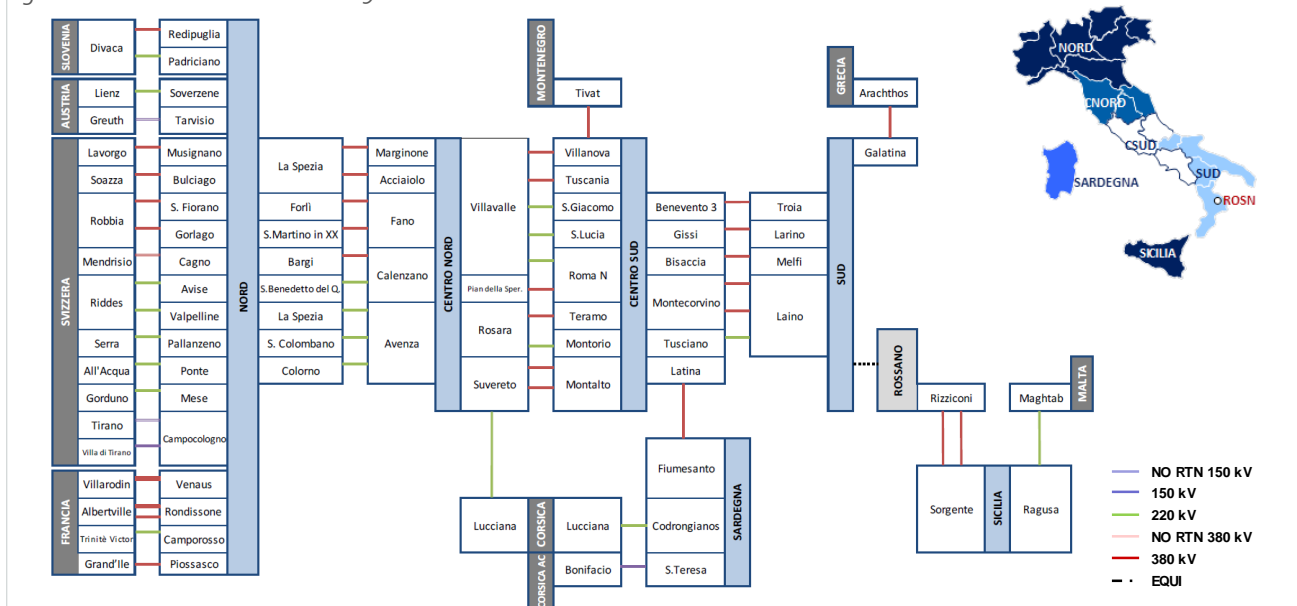 SLOVENIA
Divaca
Redipuglia
Padriciano
AUSTRIA
Lienz
Soverzene
Greuth
Tarvisio
SVIZZERA
Lavorgo
Musignano
Soazza
Bulciago
Robbia
S. Fiorano
Gorlago
Mendrisio
Cagno
Riddes
Avise
Valpelline
Serra
Pallanzeno
All'Acqua
Ponte
Gorduno
Mese
Tirano
Campocologno
Villa di Tirano
FRANCIA
Villarodin
Venaus
Albertville
Rondissone
Trinitè Victor
Camporosso
Grand'Ile
Piossasco
NORD
La Spezia
Forlì
S.Martino in XX
Bargi
S.Benedetto del Q.
La Spezia
S. Colombano
Colorno
Marginone
Acciaiolo
Fano
Calenzano
Avenza
CENTRO NORD
Villavalle
Pian della Sper.
Rosara
Suvereto
MONTENEGRO
Tivat
Villanova
Tuscania
S.Giacomo
S.Lucia
Roma N
Teramo
Montorio
Montalto
CENTRO SUD
Benevento 3
Gissi
Bisaccia
Montecorvino
Tusciano
Latina
Troia
Larino
Melfi
Laino
SUD
GRECIA
Arachthos
Galatina
ROSSANO
Rizziconi
Maghtab
MALTA
Sorgente
SICILIA
Ragusa
Lucciana
CORSICA
Lucciana
CORSICA AC
Bonifacio
Fiumesanto
Codrongianos
S.Teresa
SARDEGNA
NORD
CNORD
CSUD
SUD
SARDEGNA
ROSN
SICILIA
NO RTN 150 kV
150 kV
220 kV
NO RTN 380 kV
380 kV
EQUI